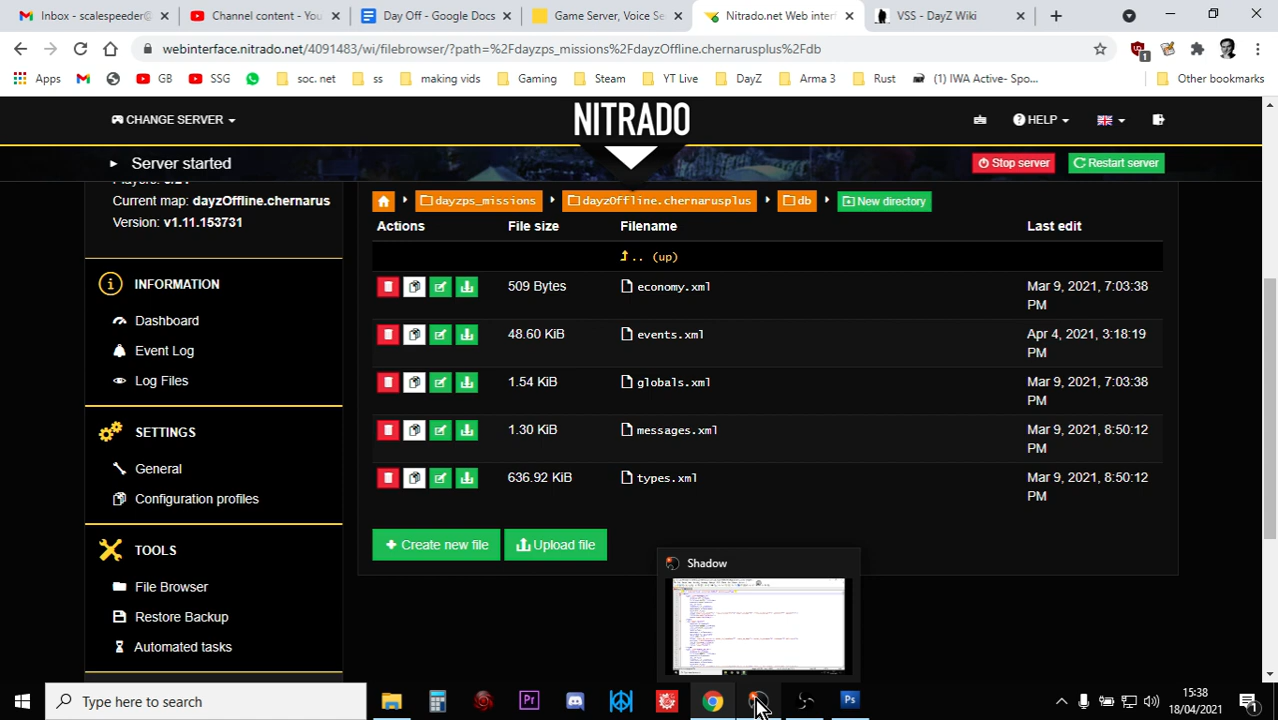 Inbox - scalespeeder@
Channel content - You
Day Off - Google Docs
Game Server, Voice Se
Nitrado.net Web inter
VSS - DayZ Wiki
webinterface.nitrado.net/4091483/wi/filebrowser/?path=%2Fdayzps_missions%2FdayzOffline.chernarusplus%2Fdb
1
Apps
GB
SSG
soc. net
ss
making vids
Gaming
Steam
YT Live
DayZ
Arma 3
Rust
(1) IWA Active- Spo...
Other bookmarks
CHANGE SERVER
NITRADO
HELP
Server started
Stop server
Restart server
Current map: dayzOffline.chernarus
Version: v1.11.153731
dayzps_missions
dayzOffline.chernarusplus
db
New directory
Actions
File size
Filename
Last edit
.. (up)
509 Bytes
economy.xml
Mar 9, 2021, 7:03:38 PM
48.60 KiB
events.xml
Apr 4, 2021, 3:18:19 PM
1.54 KiB
globals.xml
Mar 9, 2021, 7:03:38 PM
1.30 KiB
messages.xml
Mar 9, 2021, 8:50:12 PM
636.92 KiB
types.xml
Mar 9, 2021, 8:50:12 PM
INFORMATION
Dashboard
Event Log
Log Files
SETTINGS
General
Configuration profiles
TOOLS
File Browser
Restore Backup
Automated tasks
Create new file
Upload file
Shadow
Type here to search
Pr
Ps
15:38
18/04/2021
1